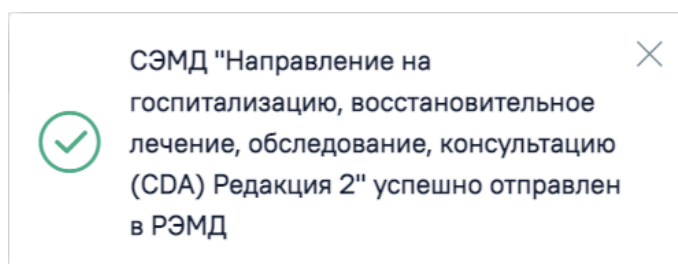 СЭМД "Направление на
госпитализацию, восстановительное
лечение, обследование, консультацию
(CDA) Редакция 2" успешно отправлен
в РЭМД